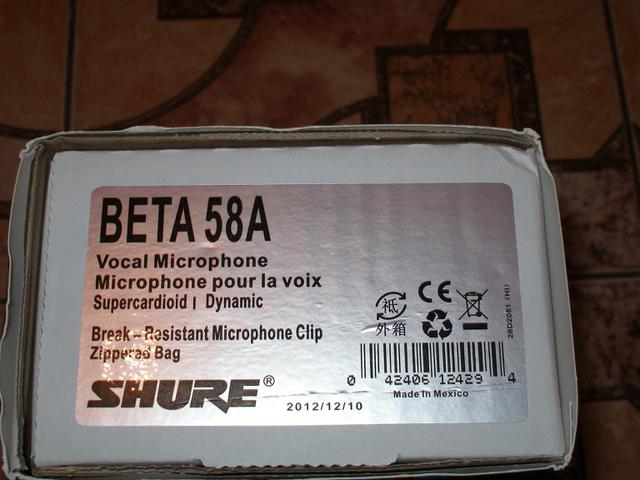 BETA 58A
Vocal Microphone
Microphone pour la voix
Supercardioid | Dynamic
Break-Resistant Microphone Clip
Zippered Bag
SHURE®
2012/12/10
CE
外箱
28D2051 (HI)
0 42406 12429 4
Made In Mexico